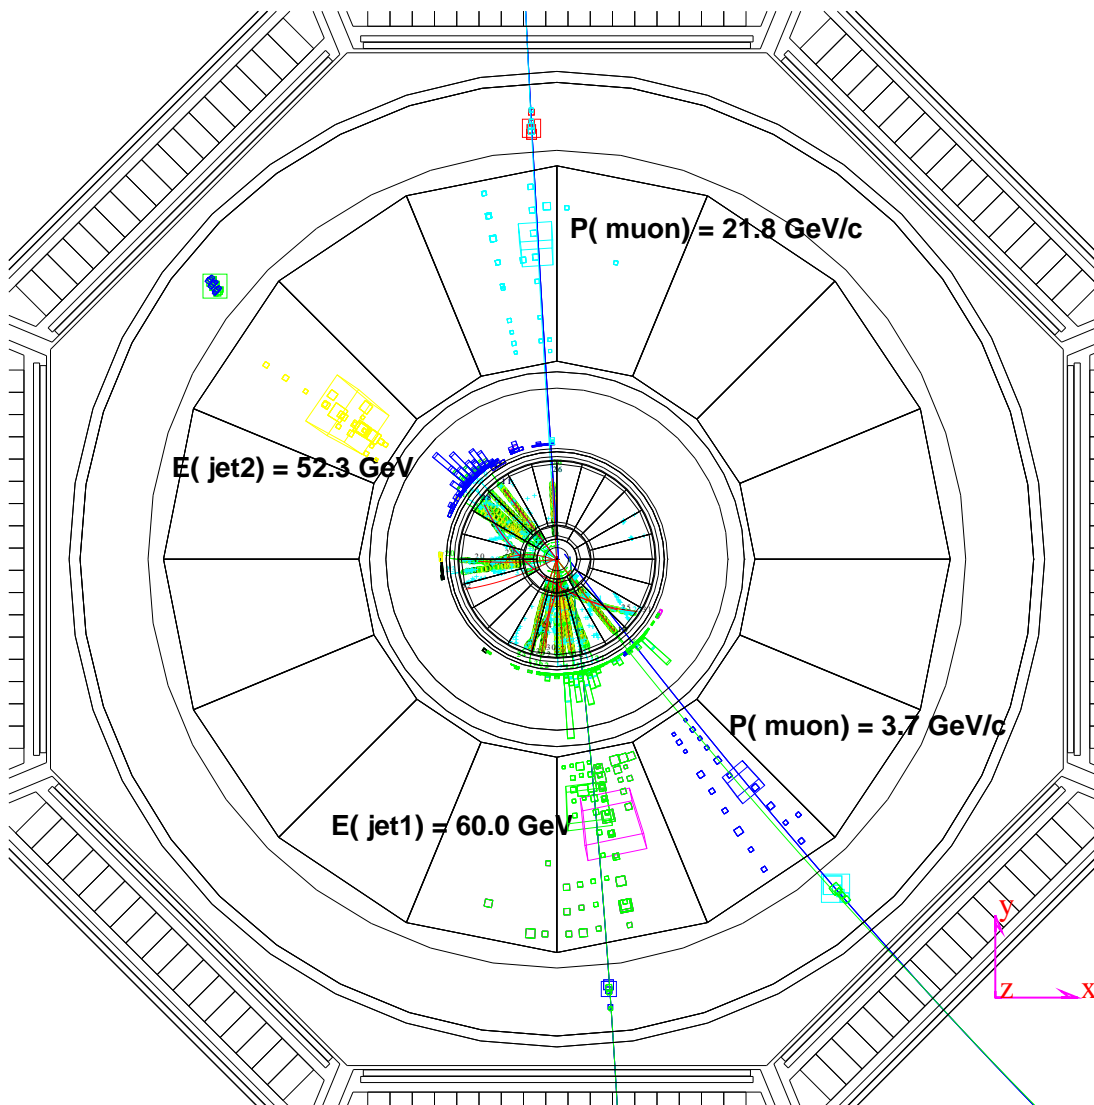 P( muon) = 21.8 GeV/c
E( jet2) = 52.3 GeV
P( muon) = 3.7 GeV/c
E( jet1) = 60.0 GeV
y
z x